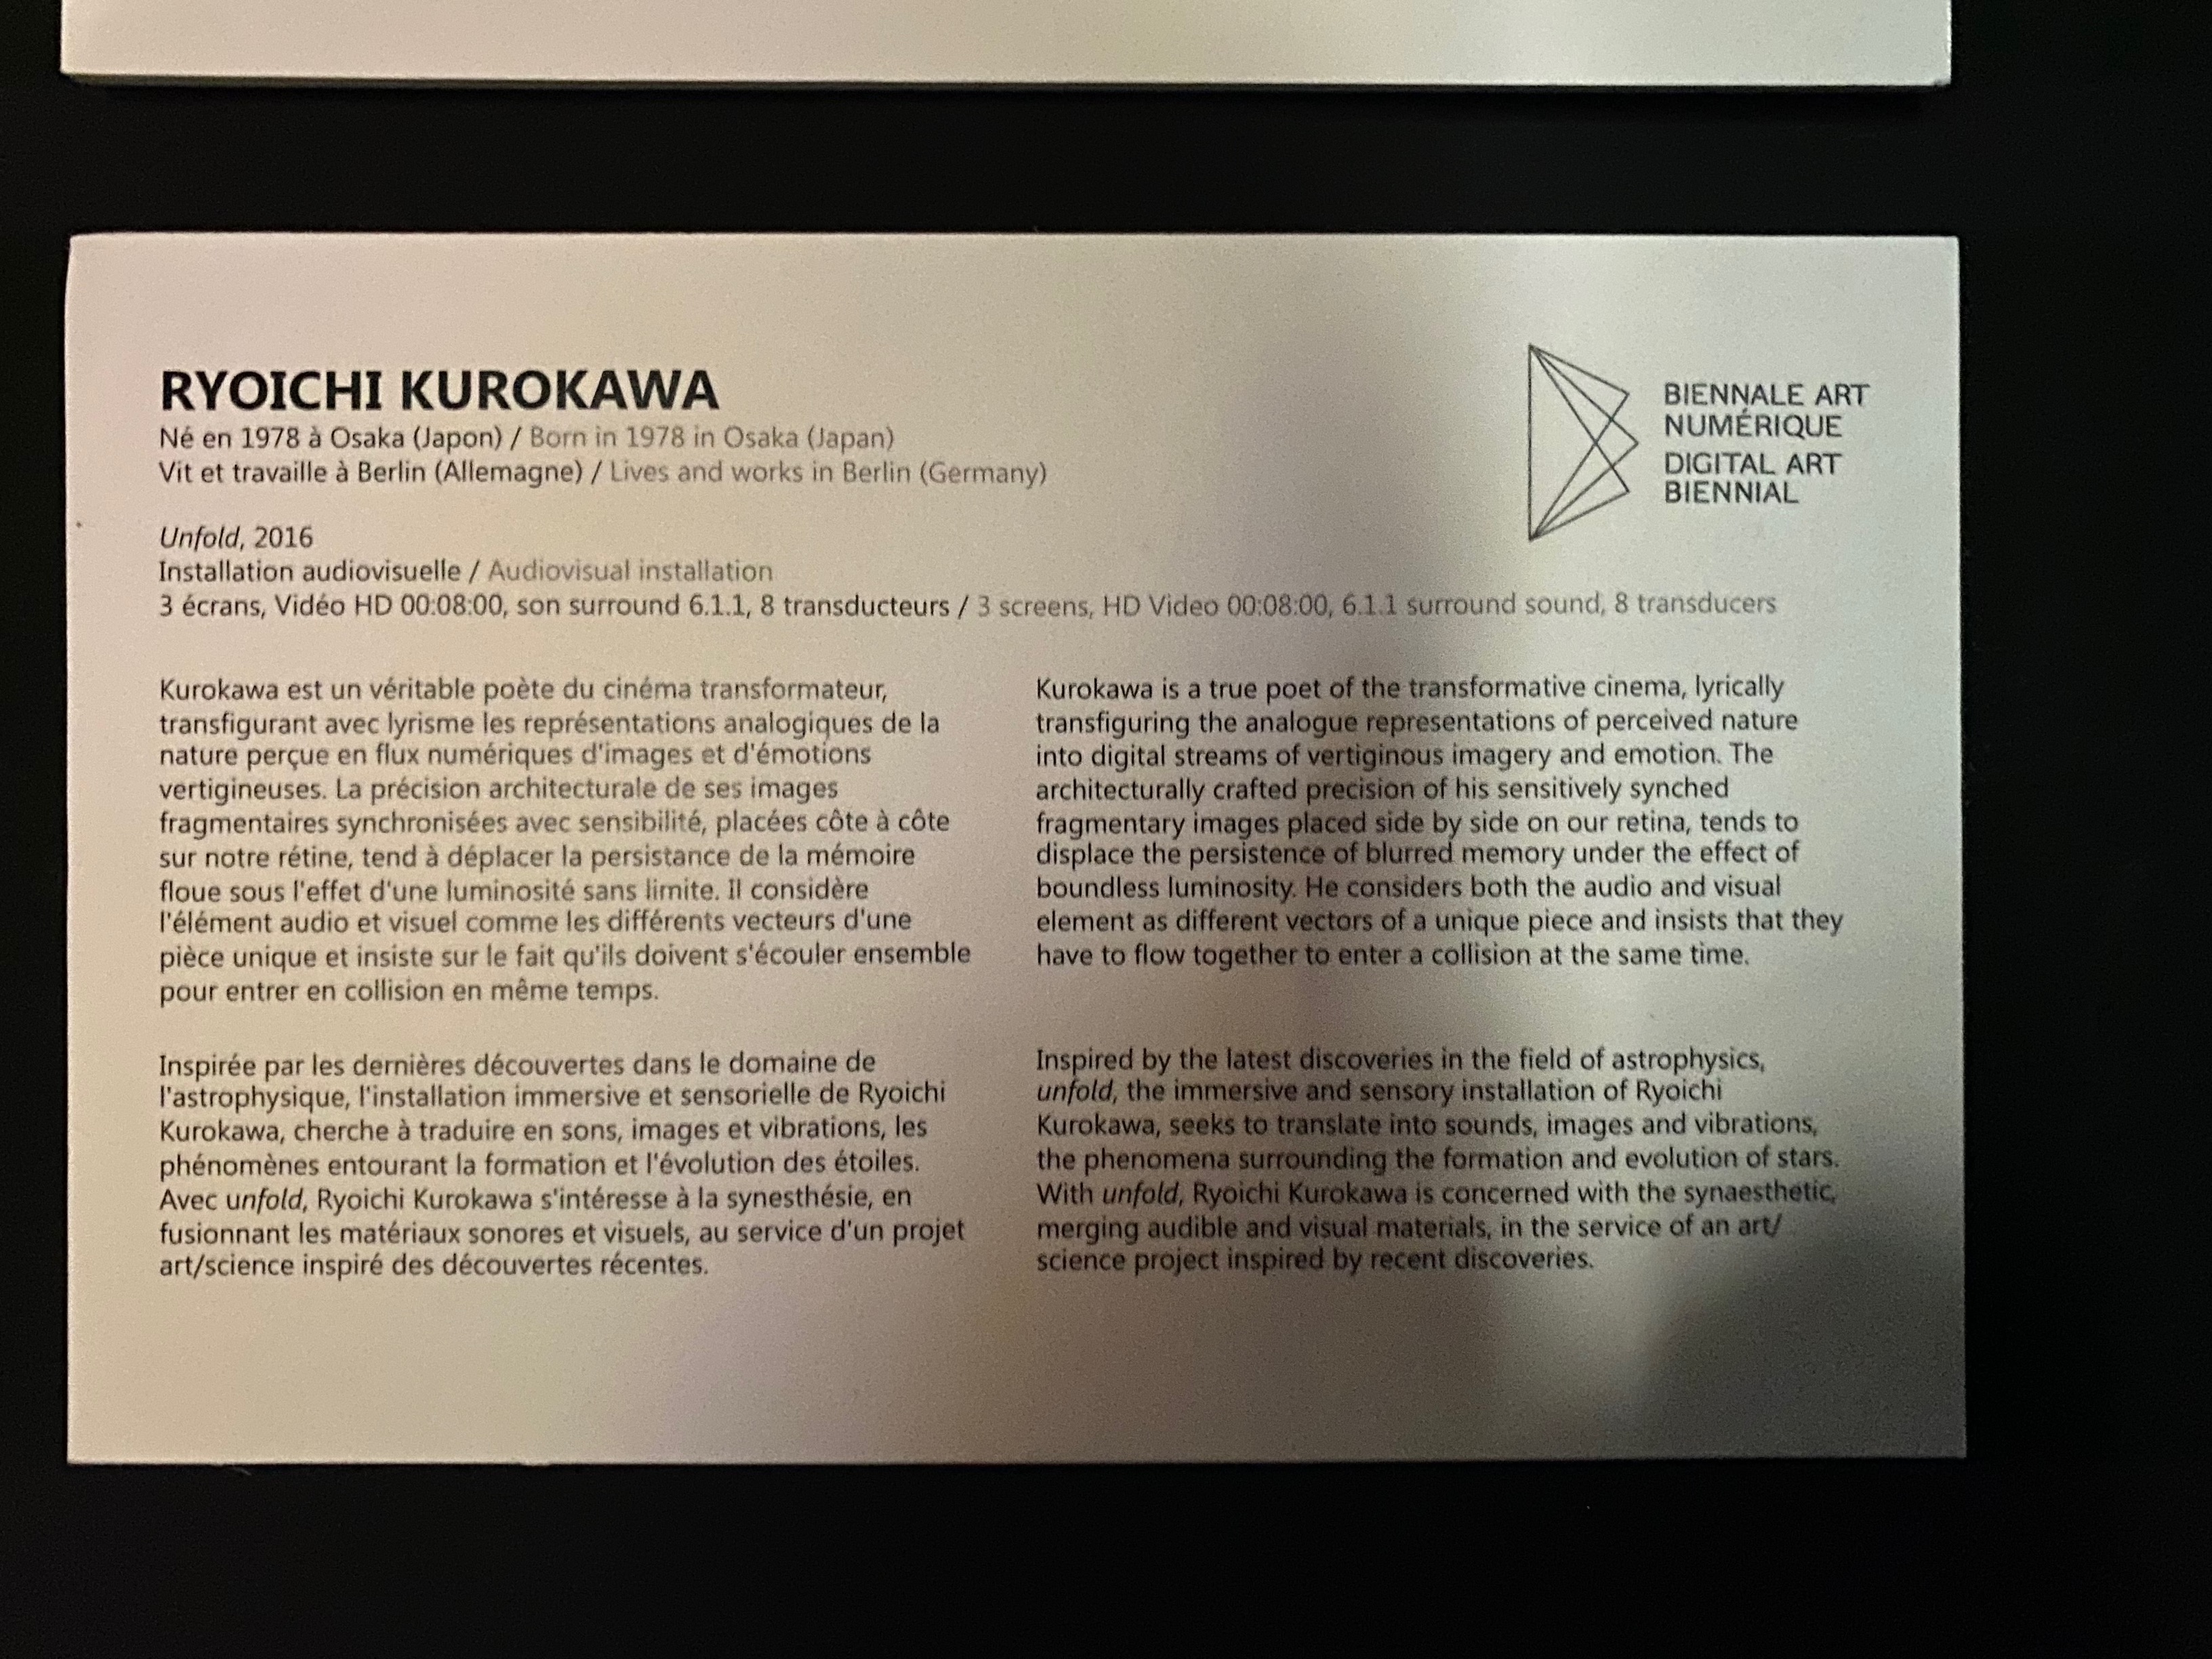 RYOICHI KUROKAWA
Né en 1978 à Osaka (Japon) / Born in 1978 in Osaka (Japan)
Vit et travaille à Berlin (Allemagne) / Lives and works in Berlin (Germany)
BIENNALE ART
NUMÉRIQUE
DIGITAL ART
BIENNIAL
Unfold, 2016
Installation audiovisuelle / Audiovisual installation
3 écrans, Vidéo HD 00:08:00, son surround 6.1.1, 8 transducteurs / 3 screens, HD Video 00:08:00, 6.1.1 surround sound, 8 transducers
Kurokawa est un véritable poète du cinéma transformateur,
transfigurant avec lyrisme les représentations analogiques de la
nature perçue en flux numériques d'images et d'émotions
vertigineuses. La précision architecturale de ses images
fragmentaires synchronisées avec sensibilité, placées côte à côte
sur notre rétine, tend à déplacer la persistance de la mémoire
floue sous l'effet d'une luminosité sans limite. Il considère
l'élément audio et visuel comme les différents vecteurs d'une
pièce unique et insiste sur le fait qu'ils doivent s'écouler ensemble
pour entrer en collision en même temps.
Inspirée par les dernières découvertes dans le domaine de
l'astrophysique, l'installation immersive et sensorielle de Ryoichi
Kurokawa, cherche à traduire en sons, images et vibrations, les
phénomènes entourant la formation et l'évolution des étoiles.
Avec unfold, Ryoichi Kurokawa s'intéresse à la synesthésie, en
fusionnant les matériaux sonores et visuels, au service d'un projet
art/science inspiré des découvertes récentes.
Kurokawa is a true poet of the transformative cinema, lyrically
transfiguring the analogue representations of perceived nature
into digital streams of vertiginous imagery and emotion. The
architecturally crafted precision of his sensitively synched
fragmentary images placed side by side on our retina, tends to
displace the persistence of blurred memory under the effect of
boundless luminosity. He considers both the audio and visual
element as different vectors of a unique piece and insists that they
have to flow together to enter a collision at the same time.
Inspired by the latest discoveries in the field of astrophysics,
unfold, the immersive and sensory installation of Ryoichi
Kurokawa, seeks to translate into sounds, images and vibrations,
the phenomena surrounding the formation and evolution of stars.
With unfold, Ryoichi Kurokawa is concerned with the synaesthetic,
merging audible and visual materials, in the service of an art/
science project inspired by recent discoveries.